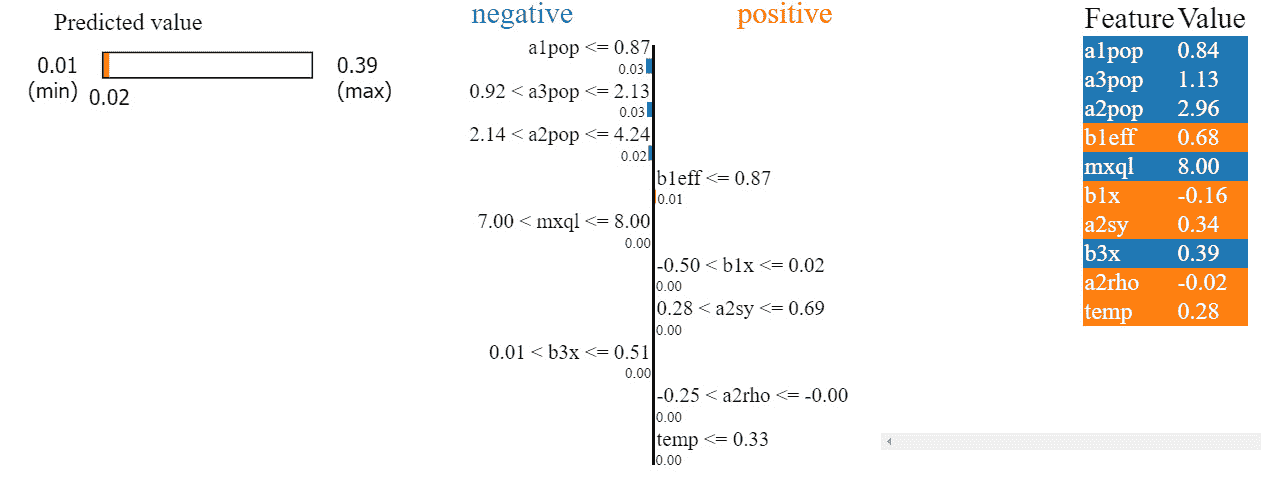 Predicted value
0.01
(min)
0.39
(max)
0.02
negative
positive
a1pop <= 0.87
0.03
0.92 < a3pop <= 2.13
0.03
2.14 < a2pop <= 4.24
0.02
b1eff <= 0.87
0.01
7.00 < mxql <= 8.00
0.00
-0.50 < b1x <= 0.02
0.00
0.28 < a2sy <= 0.69
0.00
0.01 < b3x <= 0.51
0.00
-0.25 < a2rho <= -0.00
0.00
temp <= 0.33
0.00
Feature Value
a1pop 0.84
a3pop 1.13
a2pop 2.96
b1eff 0.68
mxql 8.00
b1x -0.16
a2sy 0.34
b3x 0.39
a2rho -0.02
temp 0.28